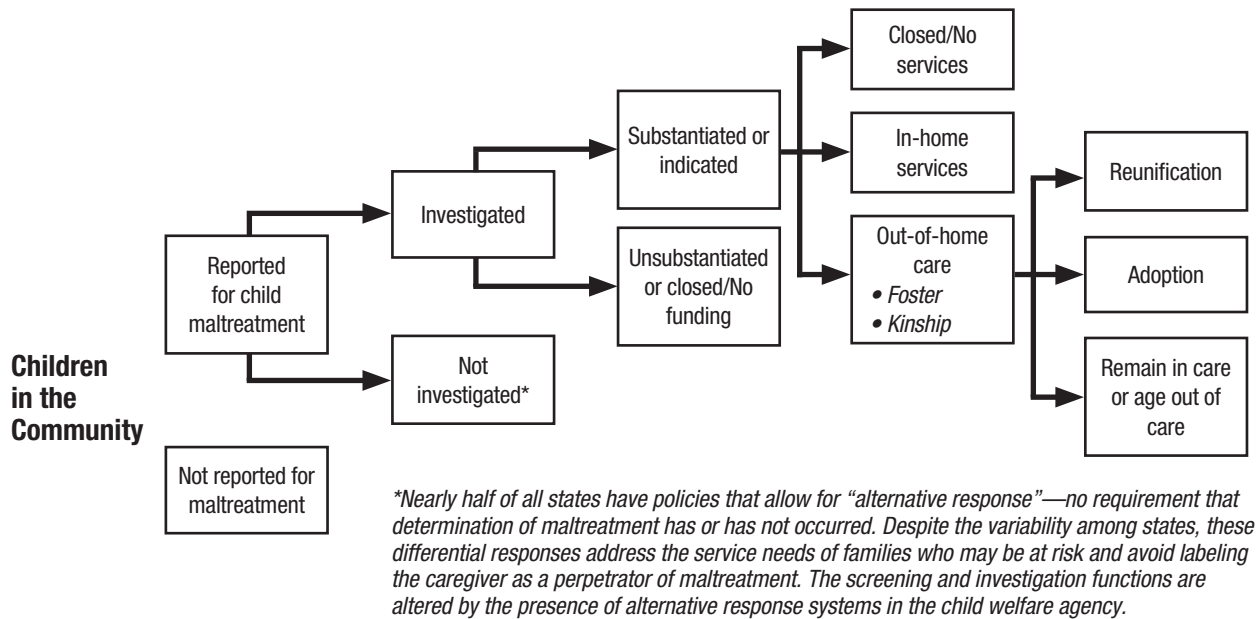 Children
in the
Community
Reported
for child
maltreatment
Not reported for
maltreatment
Investigated
Not
investigated*
Substantiated or
indicated
Unsubstantiated
or closed/No
funding
Closed/No
services
In-home
services
Out-of-home
care
• Foster
• Kinship
Reunification
Adoption
Remain in care
or age out of
care
*Nearly half of all states have policies that allow for “alternative response”—no requirement that
determination of maltreatment has or has not occurred. Despite the variability among states, these
differential responses address the service needs of families who may be at risk and avoid labeling
the caregiver as a perpetrator of maltreatment. The screening and investigation functions are
altered by the presence of alternative response systems in the child welfare agency.